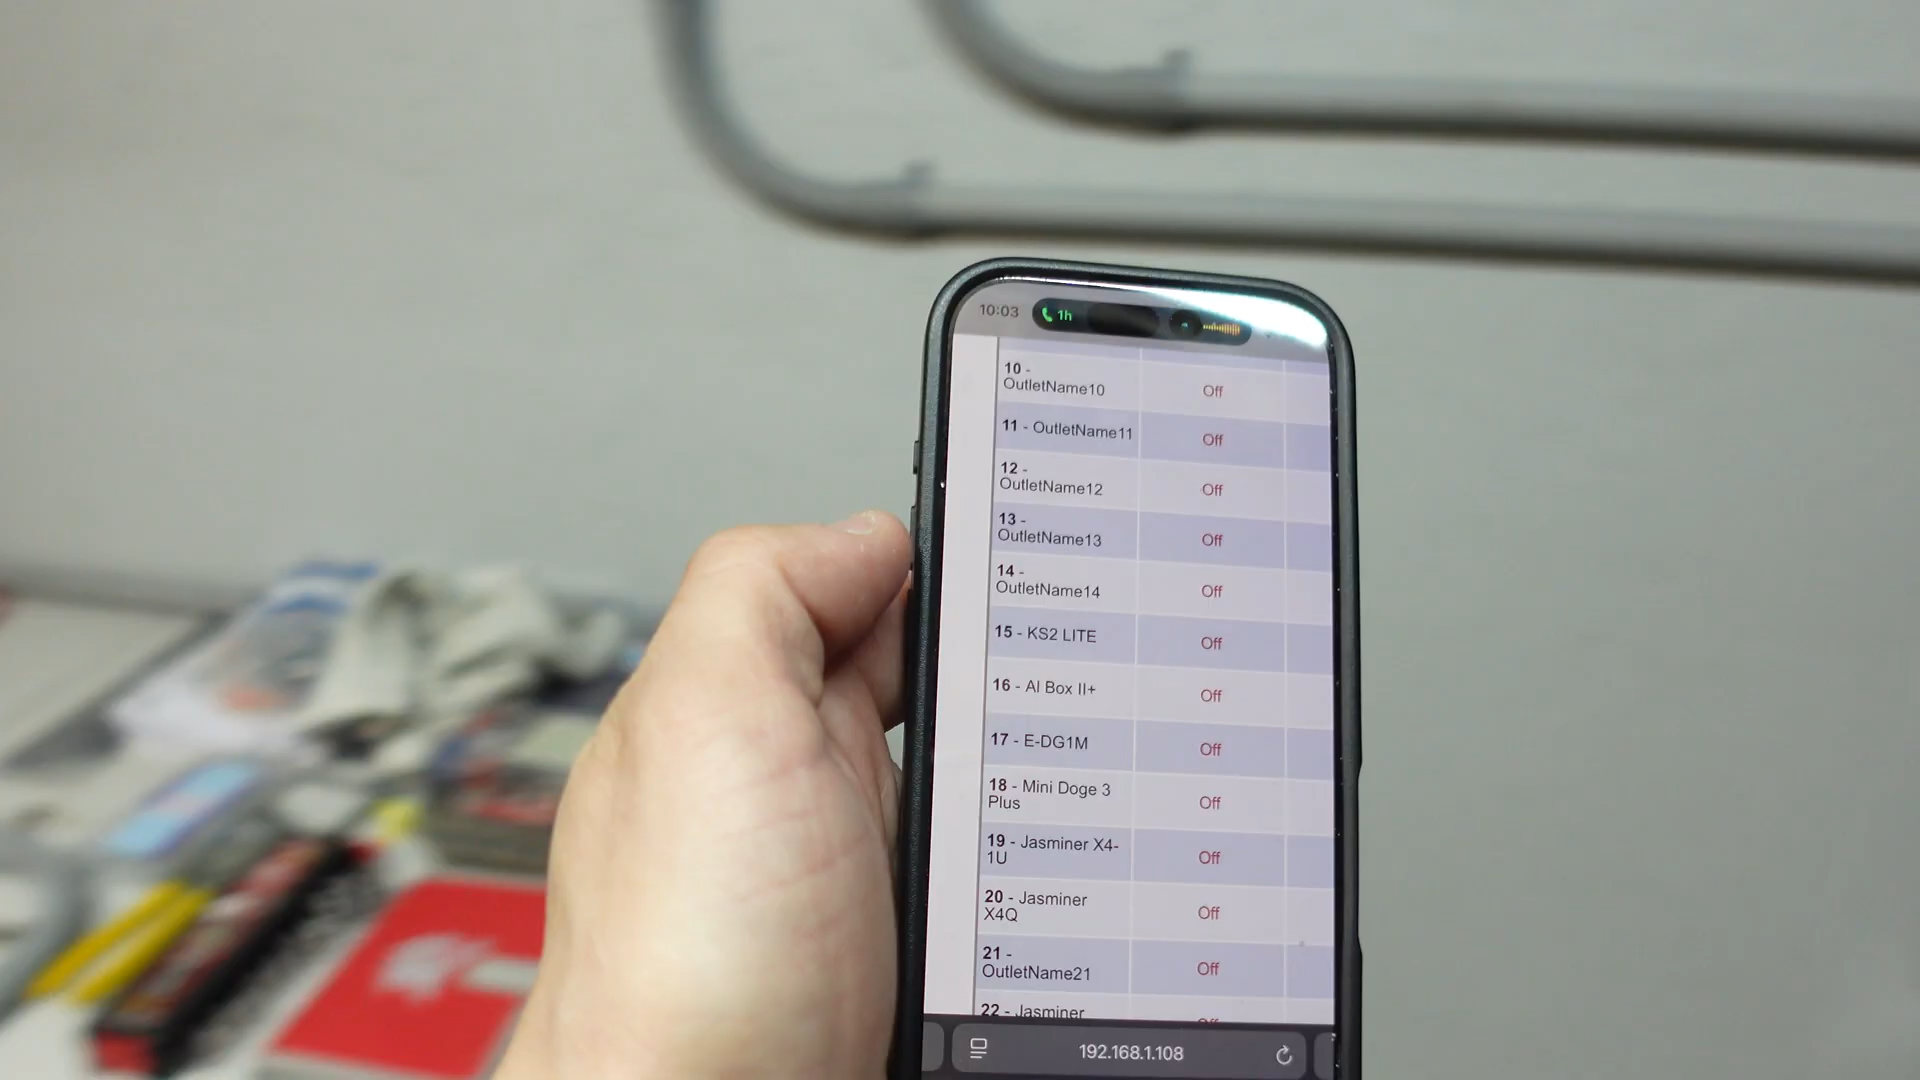 10:03
1h
10 -
OutletName10
Off
11 - OutletName11
Off
12 -
OutletName12
Off
13 -
OutletName13
Off
14 -
OutletName14
Off
15 - KS2 LITE
Off
16 - AI Box II+
Off
17 - E-DG1M
Off
18 - Mini Doge 3
Plus
Off
19 - Jasminer X4-
1U
Off
20 - Jasminer
X4Q
Off
21 -
OutletName21
Off
22 - Jasminer
Off
192.168.1.108